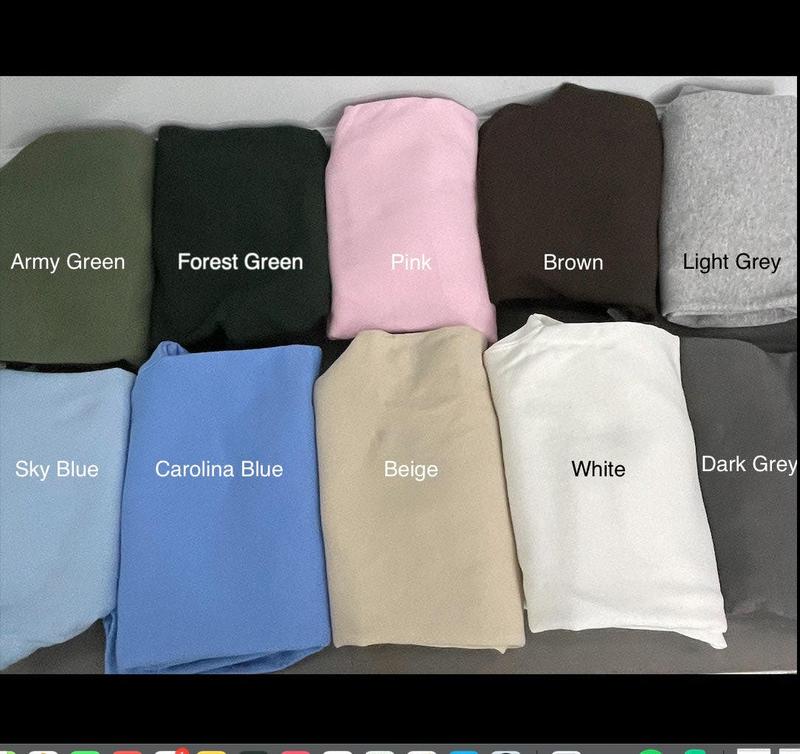 Army Green
Forest Green
Pink
Brown
Light Grey
Sky Blue
Carolina Blue
Beige
White
Dark Grey